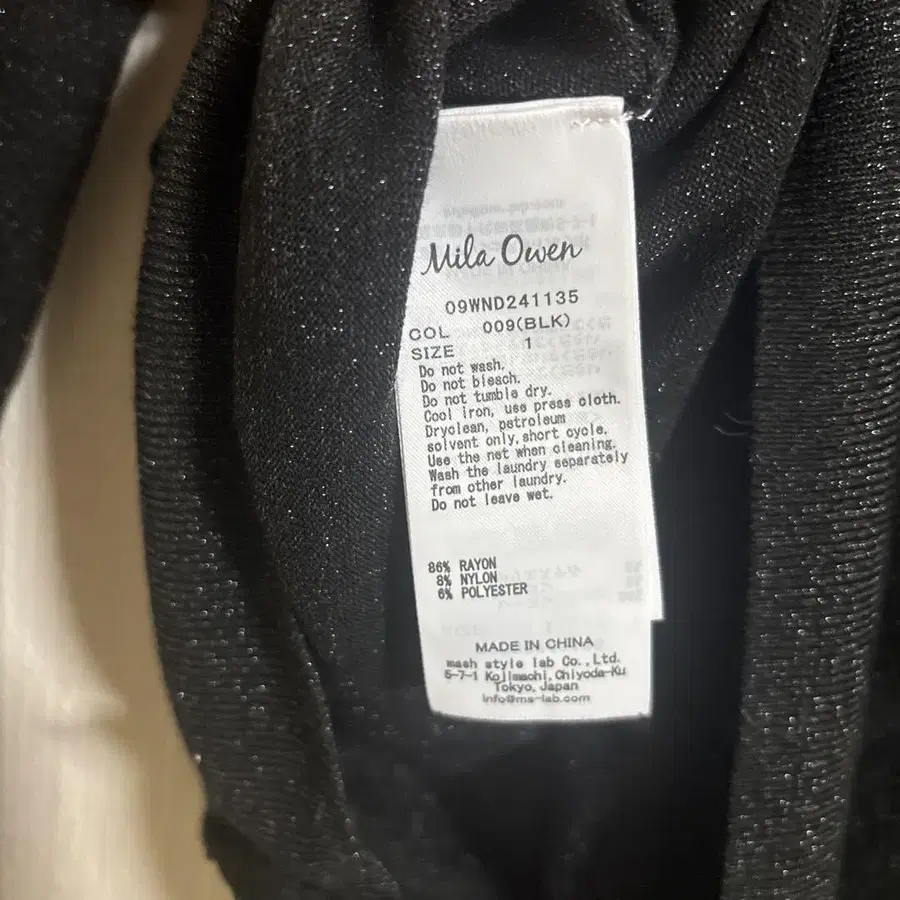 Mila Owen
09WND241135
COL 009(BLK)
SIZE 1
Do not wash.
Do not bleach.
Do not tumble dry.
Cool iron, use press cloth.
Dryclean, petroleum
solvent only, short cycle.
Use the net when cleaning.
Wash the laundry separately
from other laundry.
Do not leave wet.
86% RAYON
8% NYLON
6% POLYESTER
MADE IN CHINA
mash style lab Co.,Ltd.
5-7-1 Kojimachi,Chiyoda-Ku
Tokyo,Japan
info@ms-lab.com